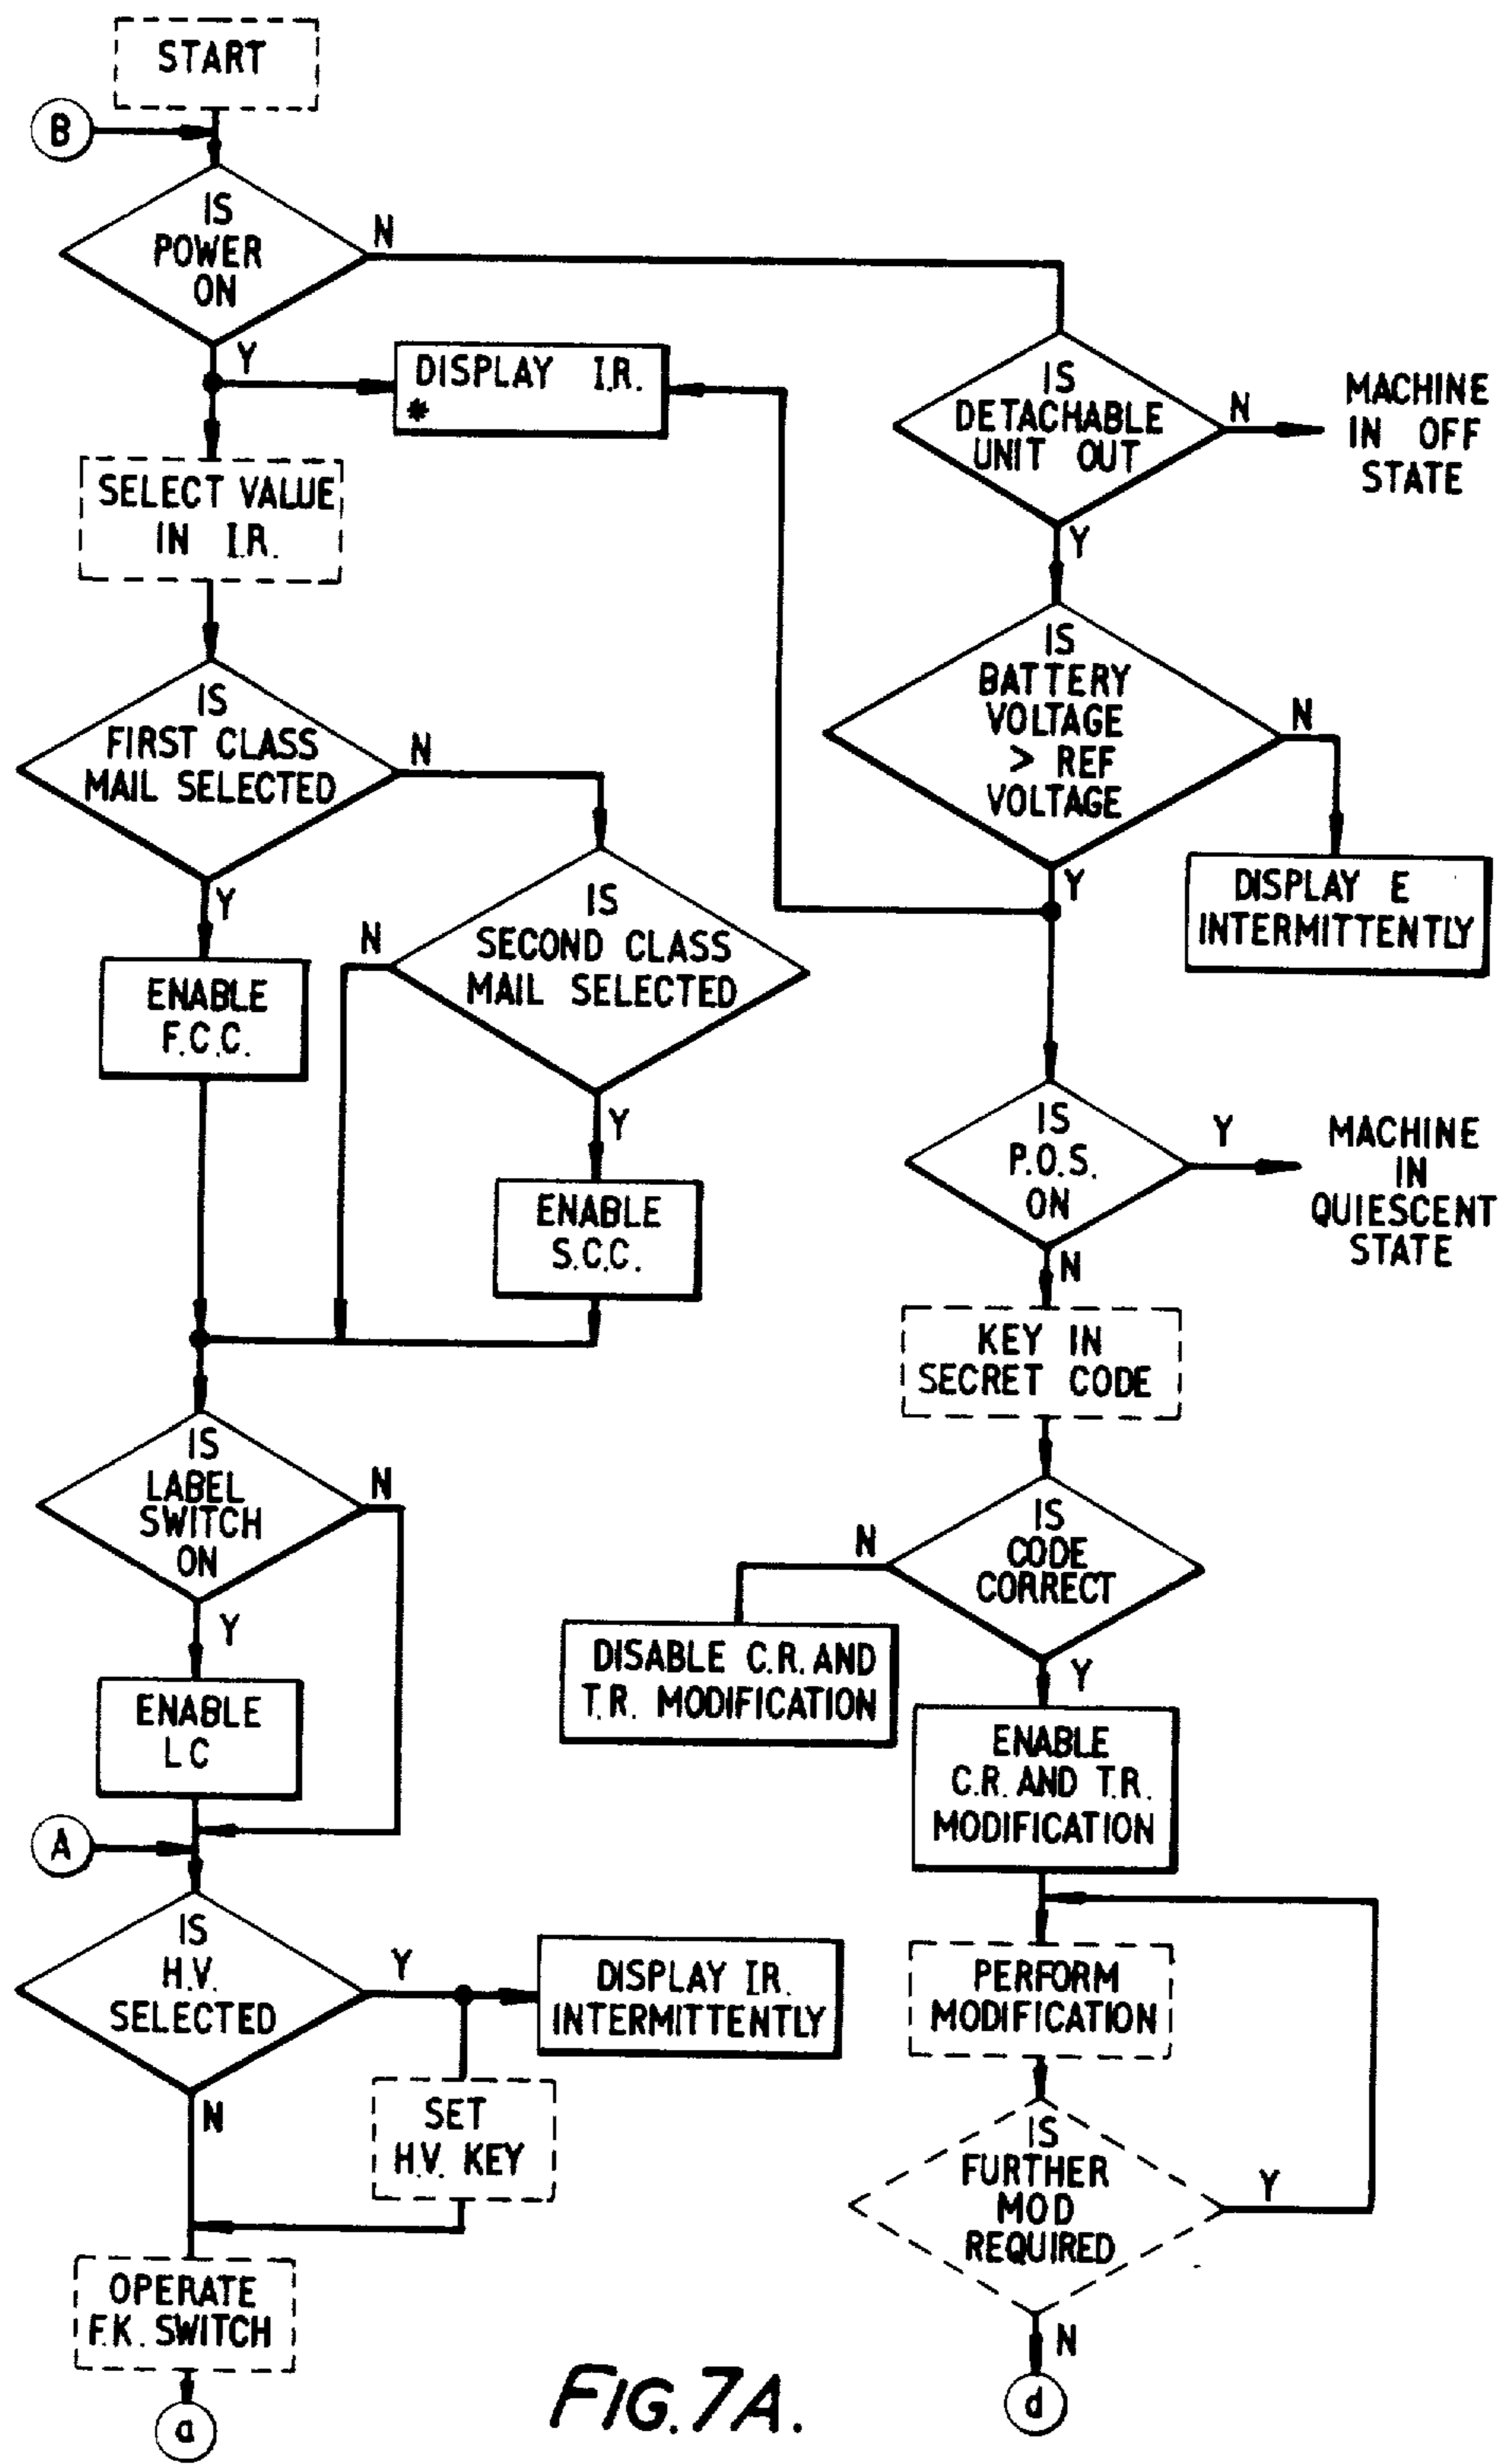 START
B
IS
POWER
ON
N
Y
DISPLAY I.R.
*
IS
DETACHABLE
UNIT OUT
N
MACHINE
IN OFF
STATE
Y
SELECT VALUE
IN I.R.
IS
BATTERY
VOLTAGE
> REF
VOLTAGE
N
Y
DISPLAY E
INTERMITTENTLY
IS
FIRST CLASS
MAIL SELECTED
N
Y
IS
SECOND CLASS
MAIL SELECTED
N
Y
ENABLE
F.C.C.
ENABLE
S.C.C.
IS
P.O.S.
ON
Y
MACHINE
IN
QUIESCENT
STATE
N
KEY IN
SECRET CODE
IS
LABEL
SWITCH
ON
N
Y
IS
CODE
CORRECT
N
Y
DISABLE C.R. AND
T.R. MODIFICATION
ENABLE
LC
ENABLE
C.R. AND T.R.
MODIFICATION
A
IS
H.V.
SELECTED
Y
N
DISPLAY I.R.
INTERMITTENTLY
SET
H.V. KEY
PERFORM
MODIFICATION
IS
FURTHER
MOD
REQUIRED
Y
N
OPERATE
F.K. SWITCH
a
d
FIG.7A.